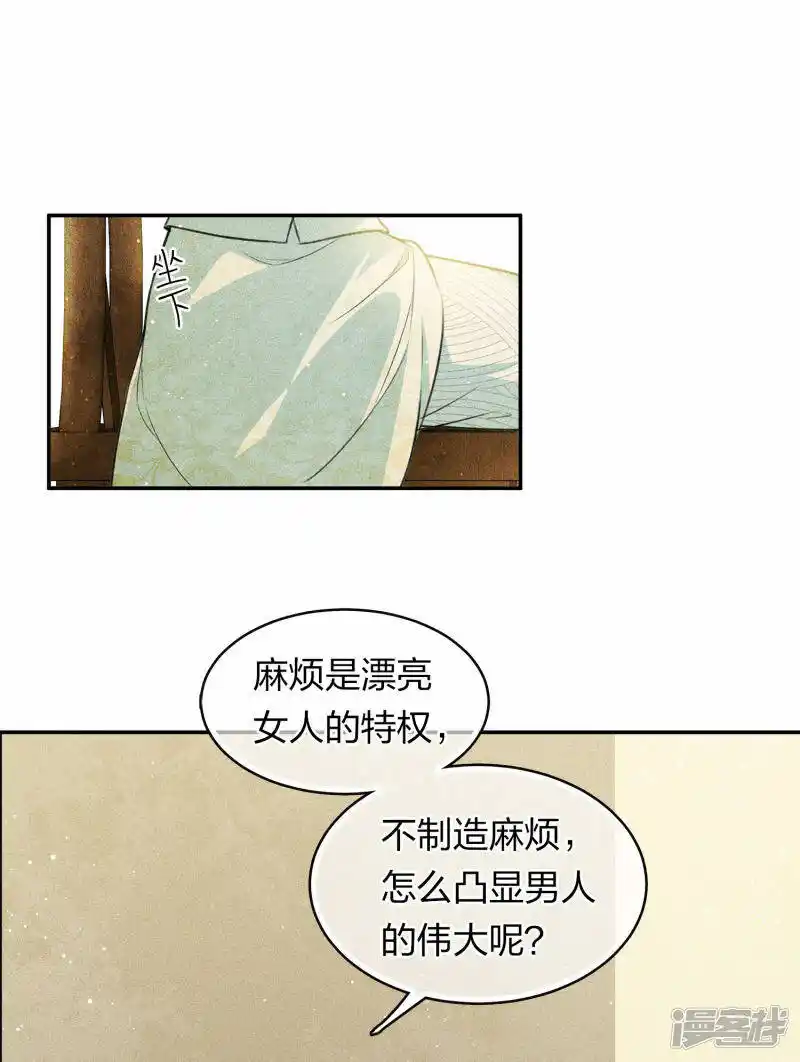 坐下
麻烦是漂亮
女人的特权，
不制造麻烦，
怎么凸显男人
的伟大呢？
漫客栈